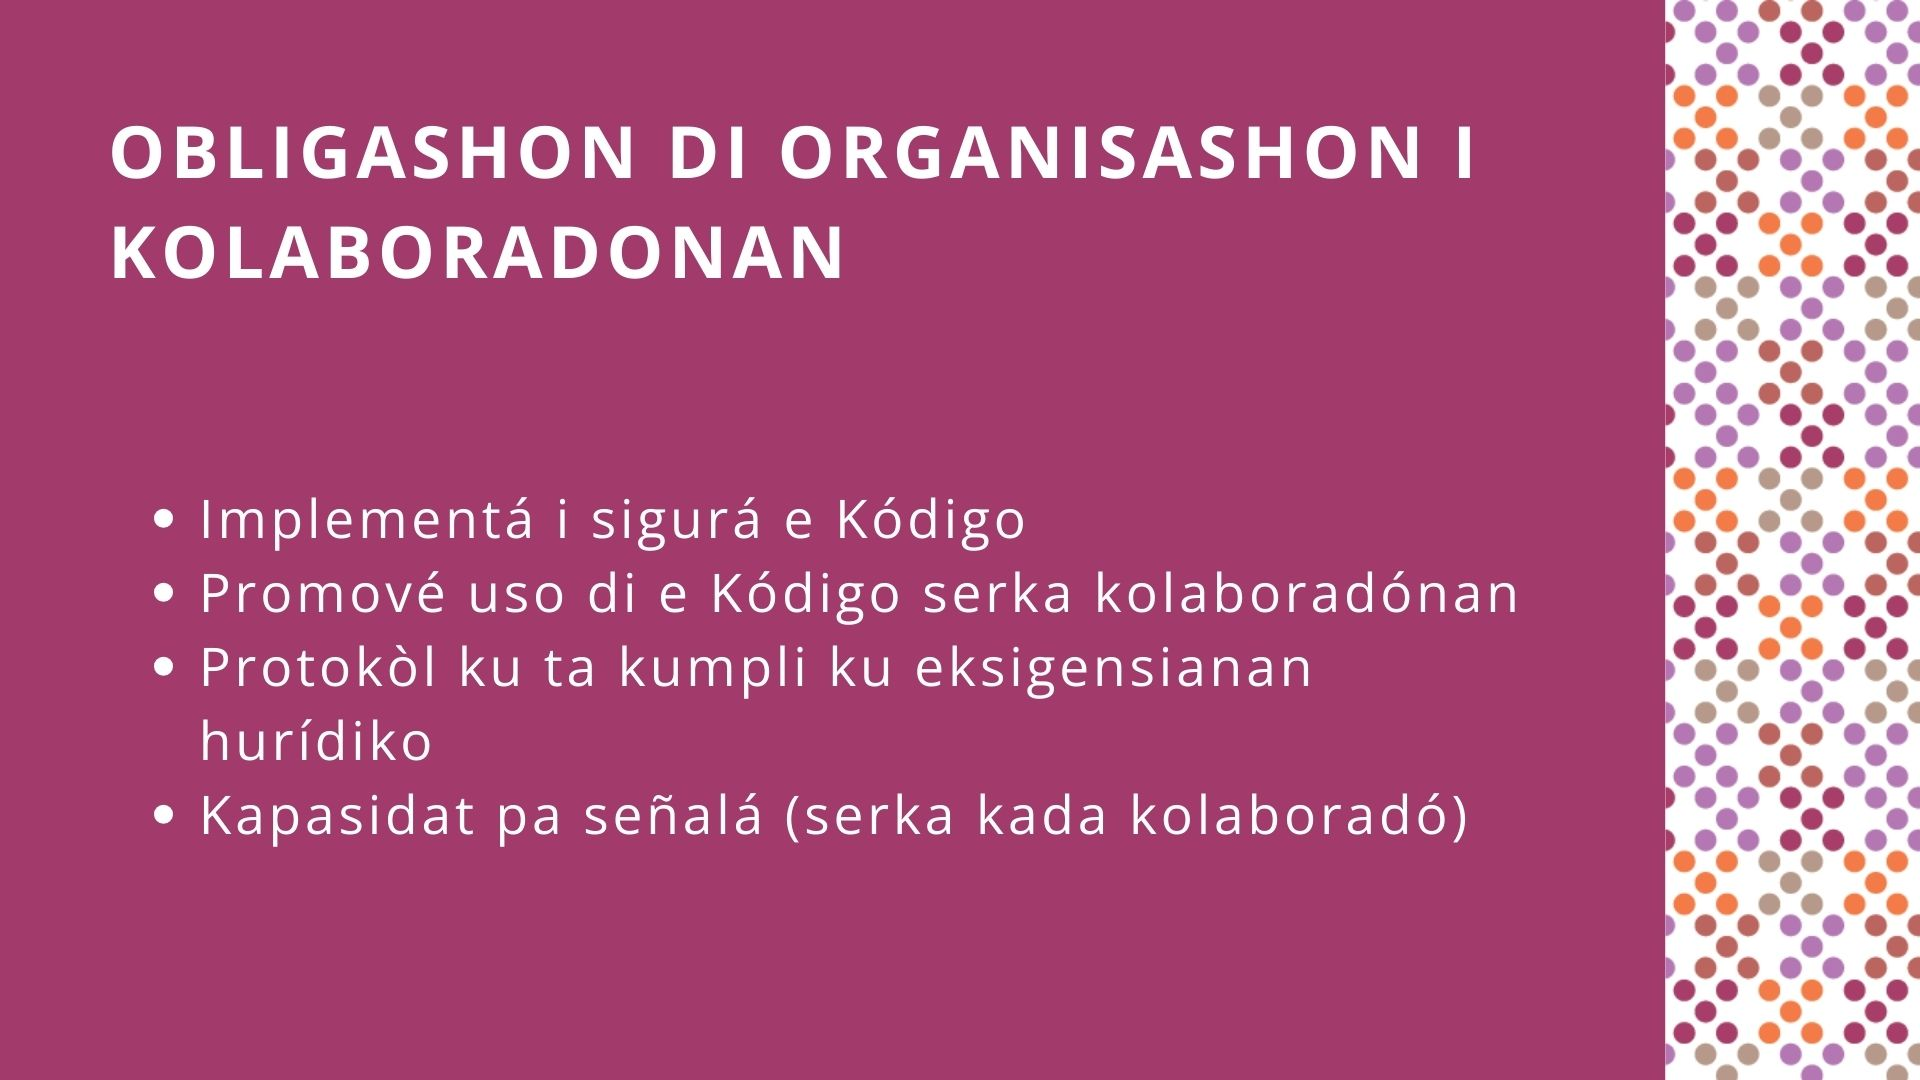 OBLIGASHON DI ORGANISASHON I
KOLABORADONAN
• Implementá i sigurá e Kódigo
• Promové uso di e Kódigo serka kolaboradónan
• Protokòl ku ta kumpli ku eksigensianan
hurídiko
• Kapasidat pa señalá (serka kada kolaboradó)